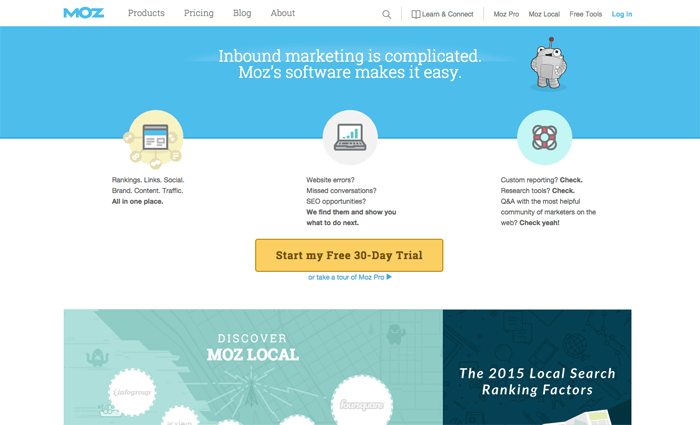 MOZ
Products
Pricing
Blog
About
Learn & Connect
Moz Pro
Moz Local
Free Tools
Log in
Inbound marketing is complicated.
Moz's software makes it easy.
Rankings. Links. Social.
Brand. Content. Traffic.
All in one place.
Website errors?
Missed conversations?
SEO opportunities?
We find them and show you
what to do next.
Custom reporting? Check.
Research tools? Check.
Q&A with the most helpful
community of marketers on the
web? Check yeah!
Start my Free 30-Day Trial
or take a tour of Moz Pro
DISCOVER
MOZ LOCAL
infogroup
foursquare
The 2015 Local Search
Ranking Factors